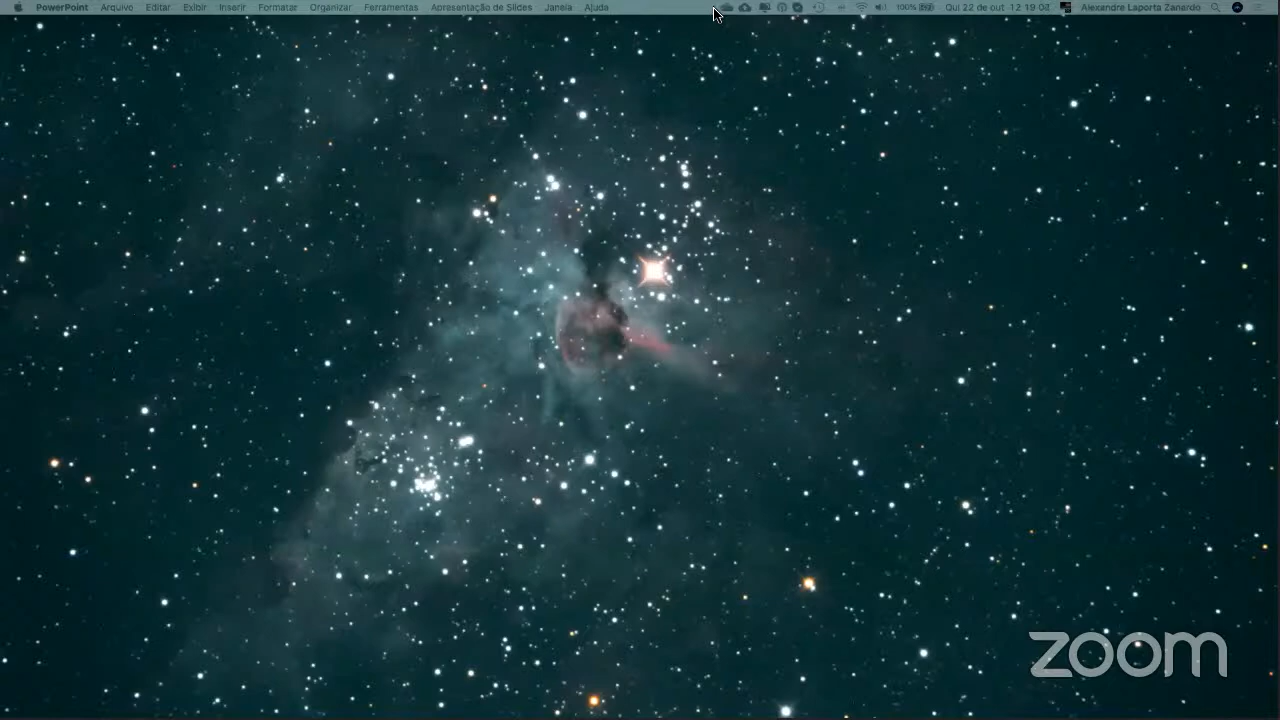 PowerPoint Arquivo Editar Exibir Inserir Formatar Organizar Ferramentas Apresentação de Slides Janela Ajuda 100% Qui 22 de out 12 19 08 Alexandre Laporta Zanardo
zoom